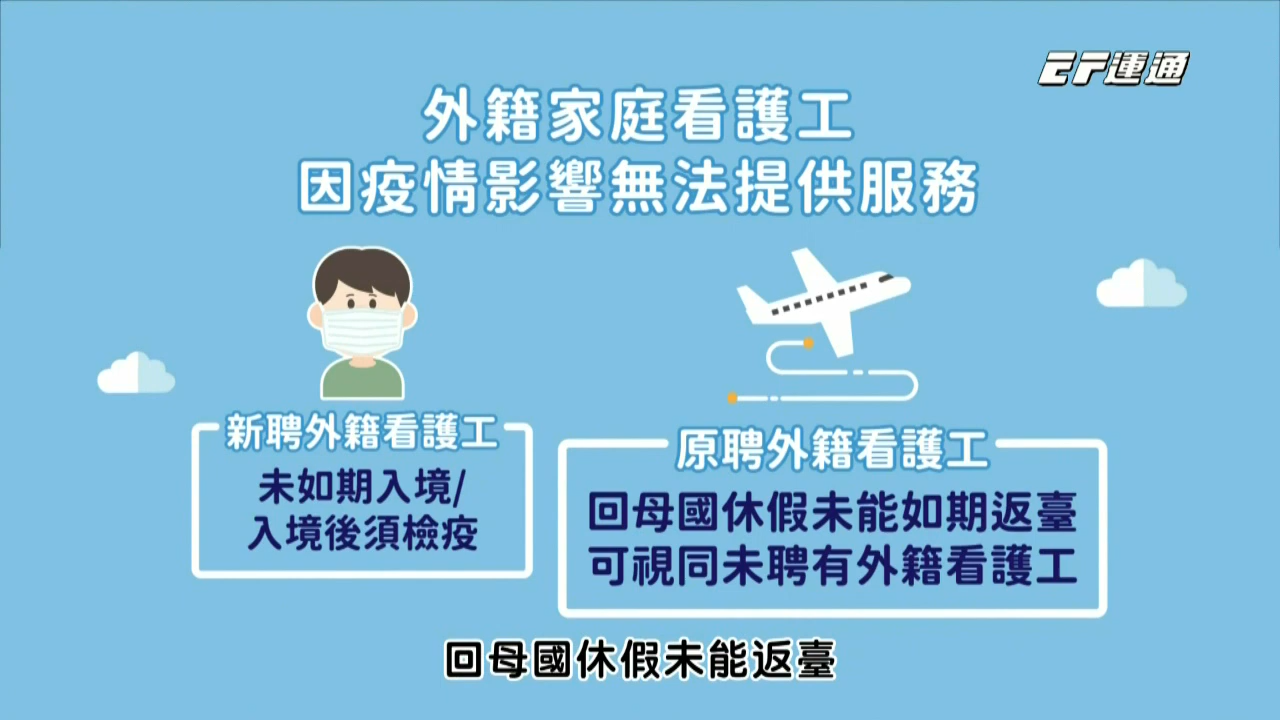 EF運通
外籍家庭看護工
因疫情影響無法提供服務
新聘外籍看護工
未如期入境/
入境後須檢疫
原聘外籍看護工
回母國休假未能如期返臺
可視同未聘有外籍看護工
回母國休假未能返臺